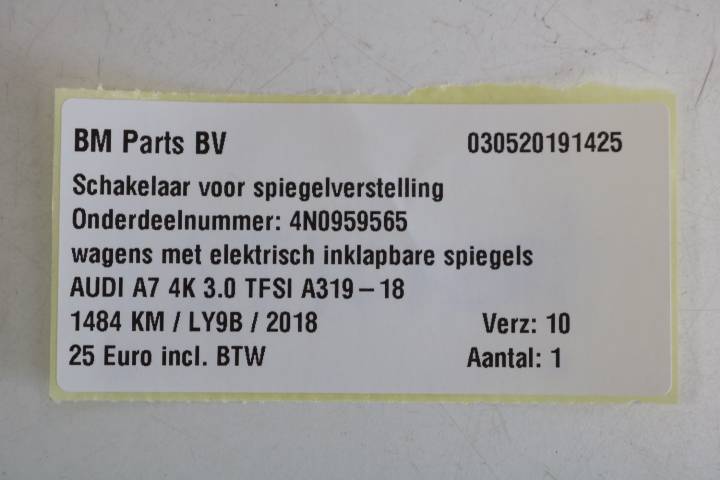 BM Parts BV 030520191425
Schakelaar voor spiegelverstelling
Onderdeelnummer: 4N0959565
wagens met elektrisch inklapbare spiegels
AUDI A7 4K 3.0 TFSI A319-18
1484 KM / LY9B / 2018 Verz: 10
25 Euro incl. BTW Aantal: 1